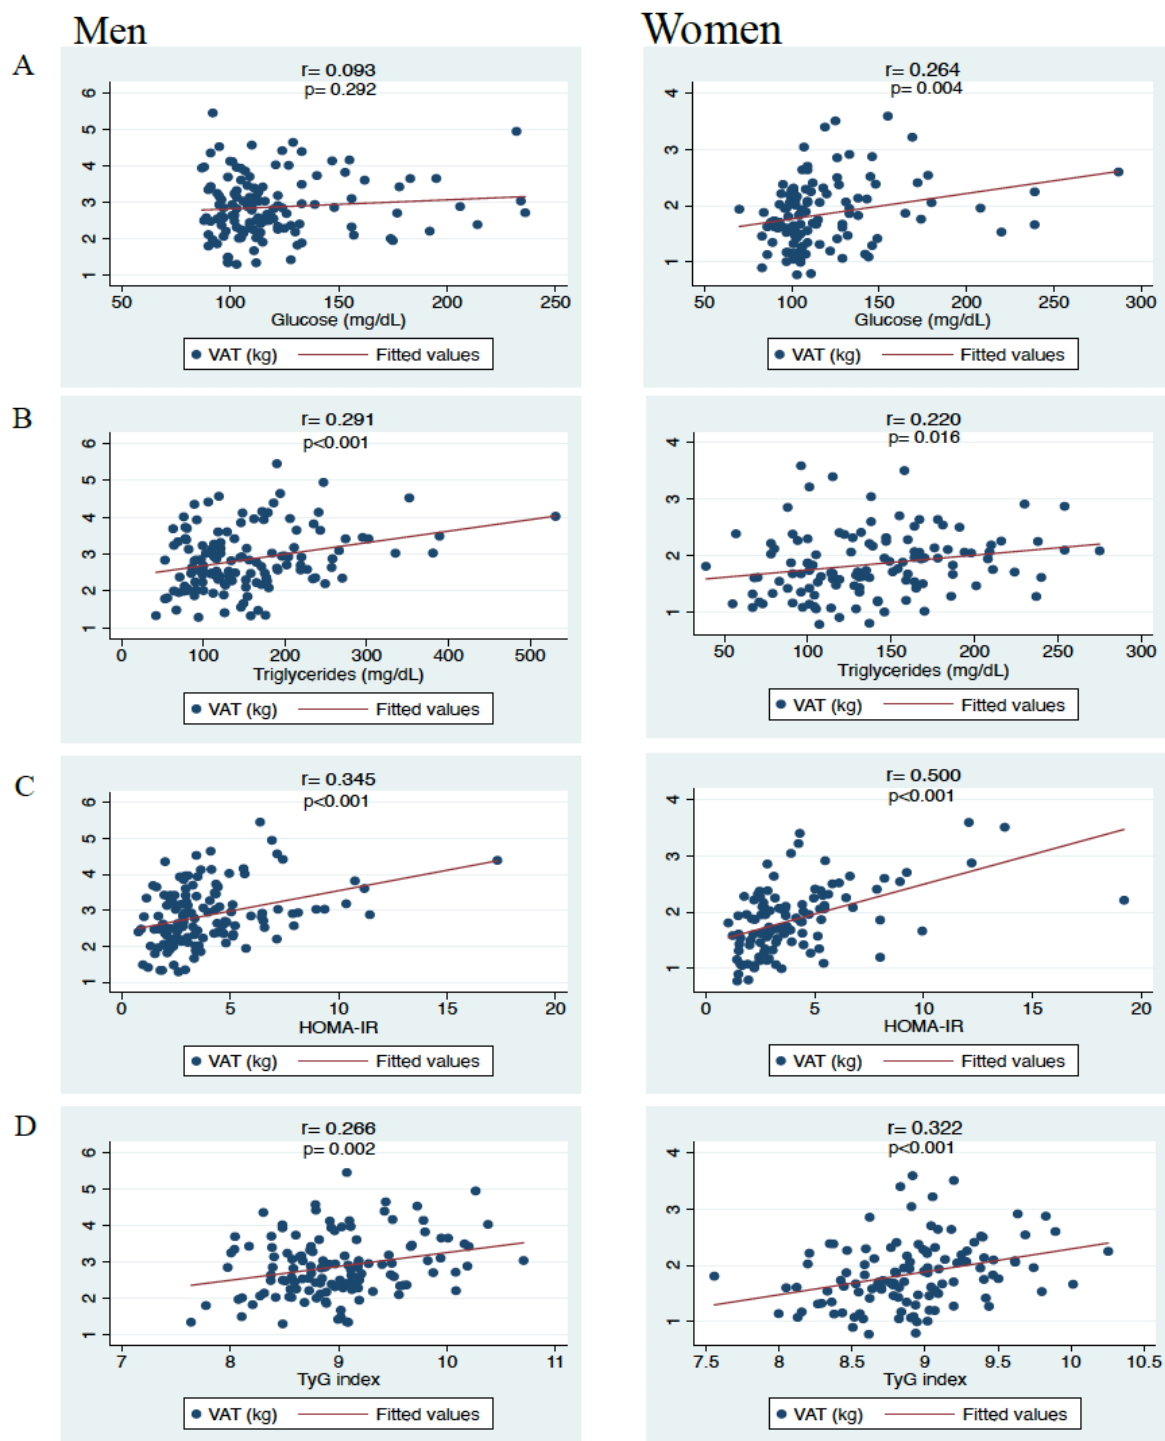 Men
Women
A
r= 0.093
p= 0.292
6
5
4
3
2
1
50 100 150 200 250
Glucose (mg/dL)
VAT (kg) Fitted values
r= 0.264
p= 0.004
4
3
2
1
50 100 150 200 250 300
Glucose (mg/dL)
VAT (kg) Fitted values
B
r= 0.291
p<0.001
6
5
4
3
2
1
0 100 200 300 400 500
Triglycerides (mg/dL)
VAT (kg) Fitted values
r= 0.220
p= 0.016
4
3
2
1
50 100 150 200 250 300
Triglycerides (mg/dL)
VAT (kg) Fitted values
C
r= 0.345
p<0.001
6
5
4
3
2
1
0 5 10 15 20
HOMA-IR
VAT (kg) Fitted values
r= 0.500
p<0.001
4
3
2
1
0 5 10 15 20
HOMA-IR
VAT (kg) Fitted values
D
r= 0.266
p= 0.002
6
5
4
3
2
1
7 8 9 10 11
TyG index
VAT (kg) Fitted values
r= 0.322
p<0.001
4
3
2
1
7.5 8 8.5 9 9.5 10 10.5
TyG index
VAT (kg) Fitted values